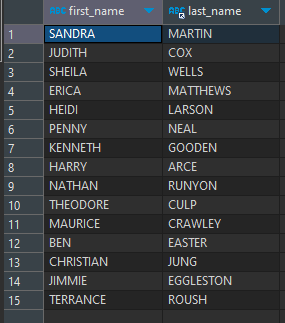 ABC first_name ABC last_name
1 SANDRA MARTIN
2 JUDITH COX
3 SHEILA WELLS
4 ERICA MATTHEWS
5 HEIDI LARSON
6 PENNY NEAL
7 KENNETH GOODEN
8 HARRY ARCE
9 NATHAN RUNYON
10 THEODORE CULP
11 MAURICE CRAWLEY
12 BEN EASTER
13 CHRISTIAN JUNG
14 JIMMIE EGGLESTON
15 TERRANCE ROUSH